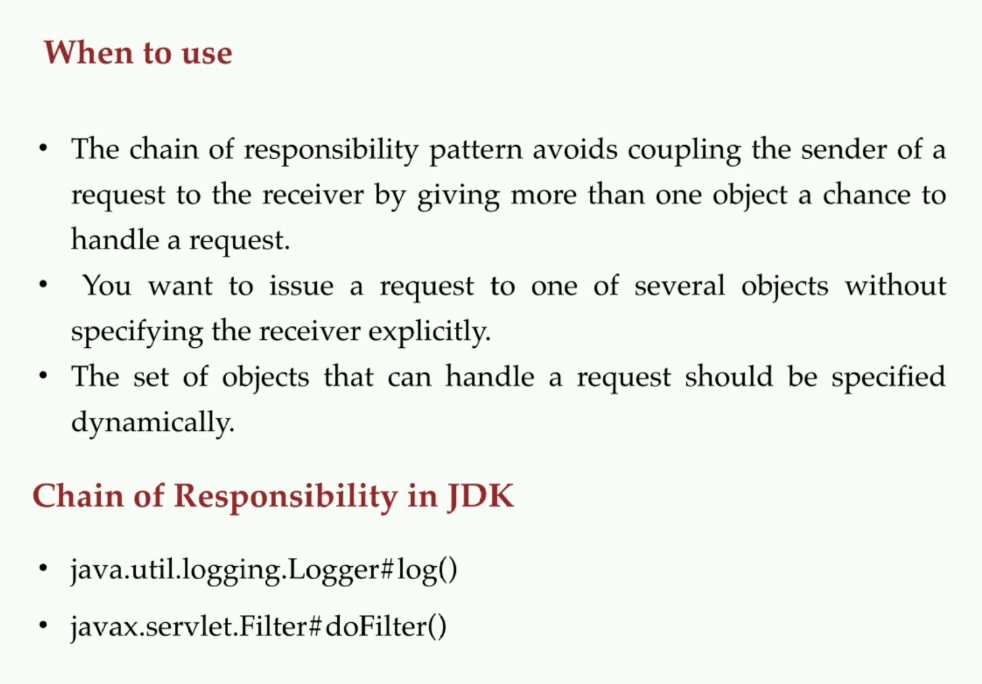 When to use
• The chain of responsibility pattern avoids coupling the sender of a
request to the receiver by giving more than one object a chance to
handle a request.
• You want to issue a request to one of several objects without
specifying the receiver explicitly.
• The set of objects that can handle a request should be specified
dynamically.
Chain of Responsibility in JDK
• java.util.logging.Logger#log()
• javax.servlet.Filter#doFilter()